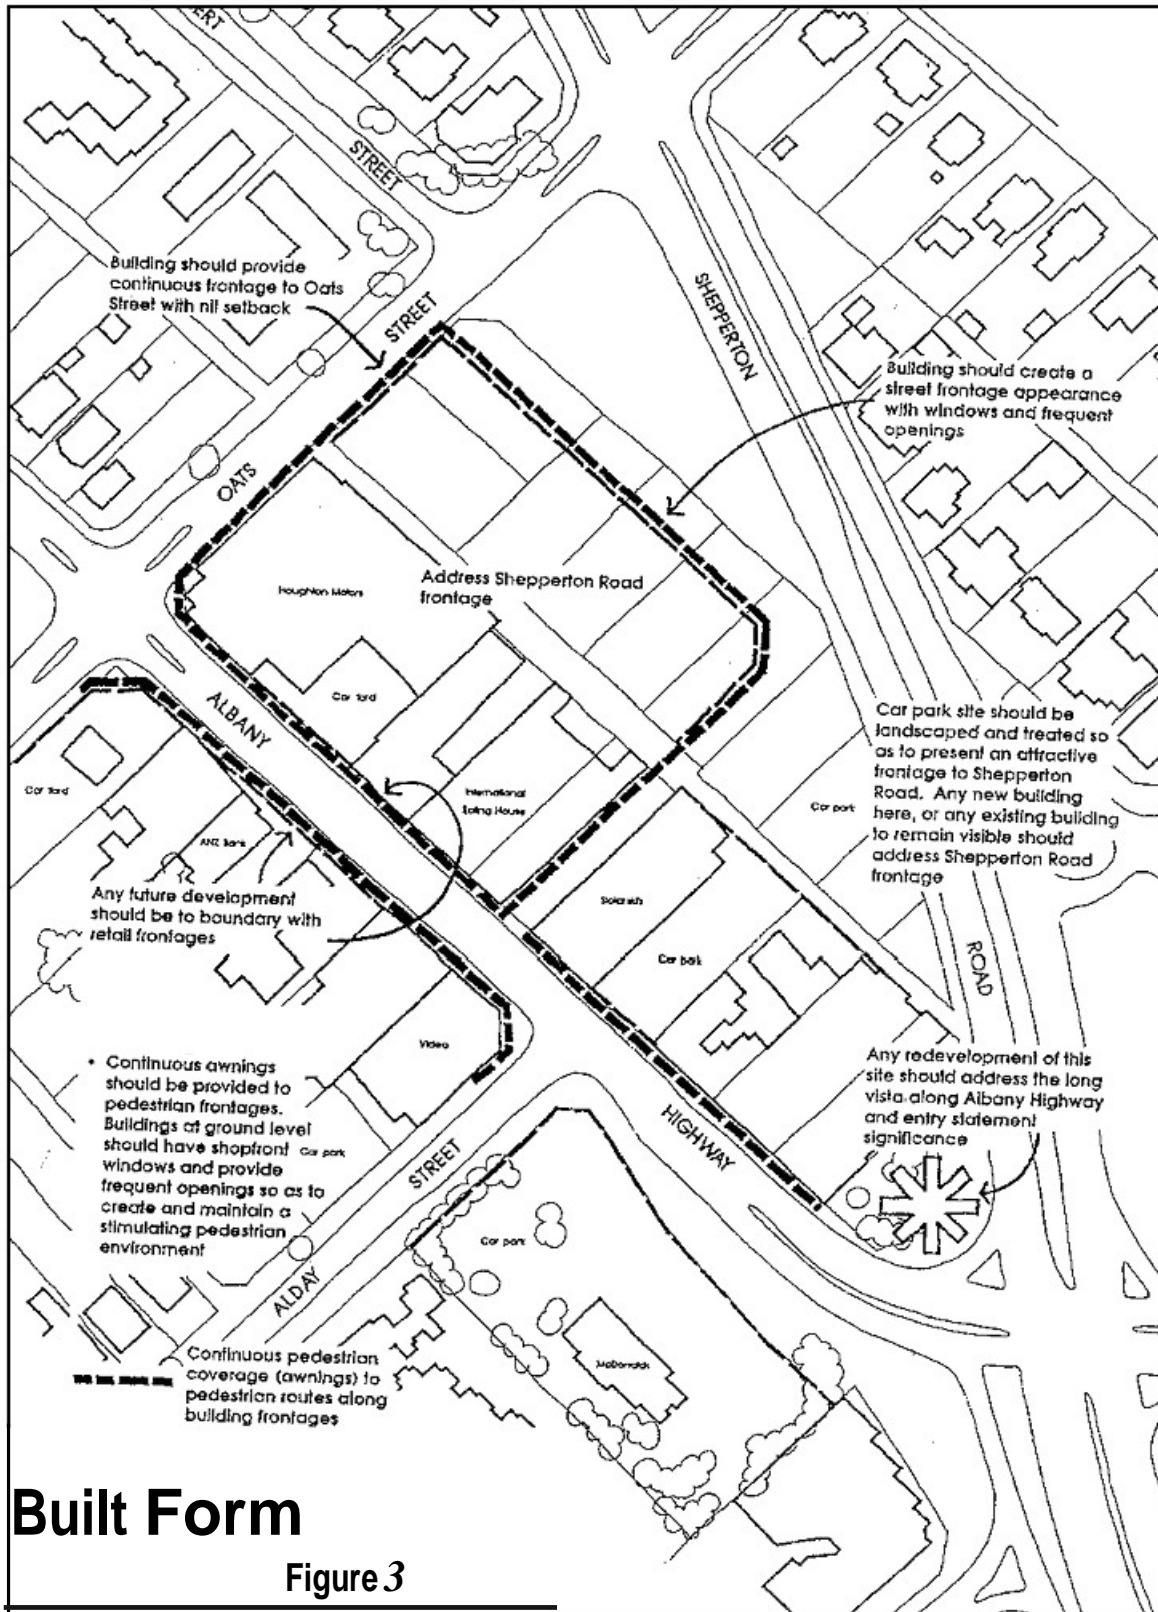 ERT
STREET
Building should provide
continuous frontage to Oats
Street with nil setback
STREET
SHEPPERTON
Building should create a
street frontage appearance
with windows and frequent
openings
OATS
Houghton Motors
Address Shepperton Road
frontage
Car Yard
ALBANY
Car park site should be
landscaped and treated so
as to present an attractive
frontage to Shepperton
Road. Any new building
here, or any existing building
to remain visible should
address Shepperton Road
frontage
Car park
Car Yard
International
Eating House
ANZ Bank
Any future development
should be to boundary with
retail frontages
Car park
ROAD
Video
• Continuous awnings
should be provided to
pedestrian frontages.
Buildings at ground level
should have shopfront
windows and provide
frequent openings so as to
create and maintain a
stimulating pedestrian
environment
Car park
Any redevelopment of this
site should address the long
vista along Albany Highway
and entry statement
significance
HIGHWAY
STREET
Car park
ALDAY
McDonalds
Continuous pedestrian
coverage (awnings) to
pedestrian routes along
building frontages
Built Form
Figure 3